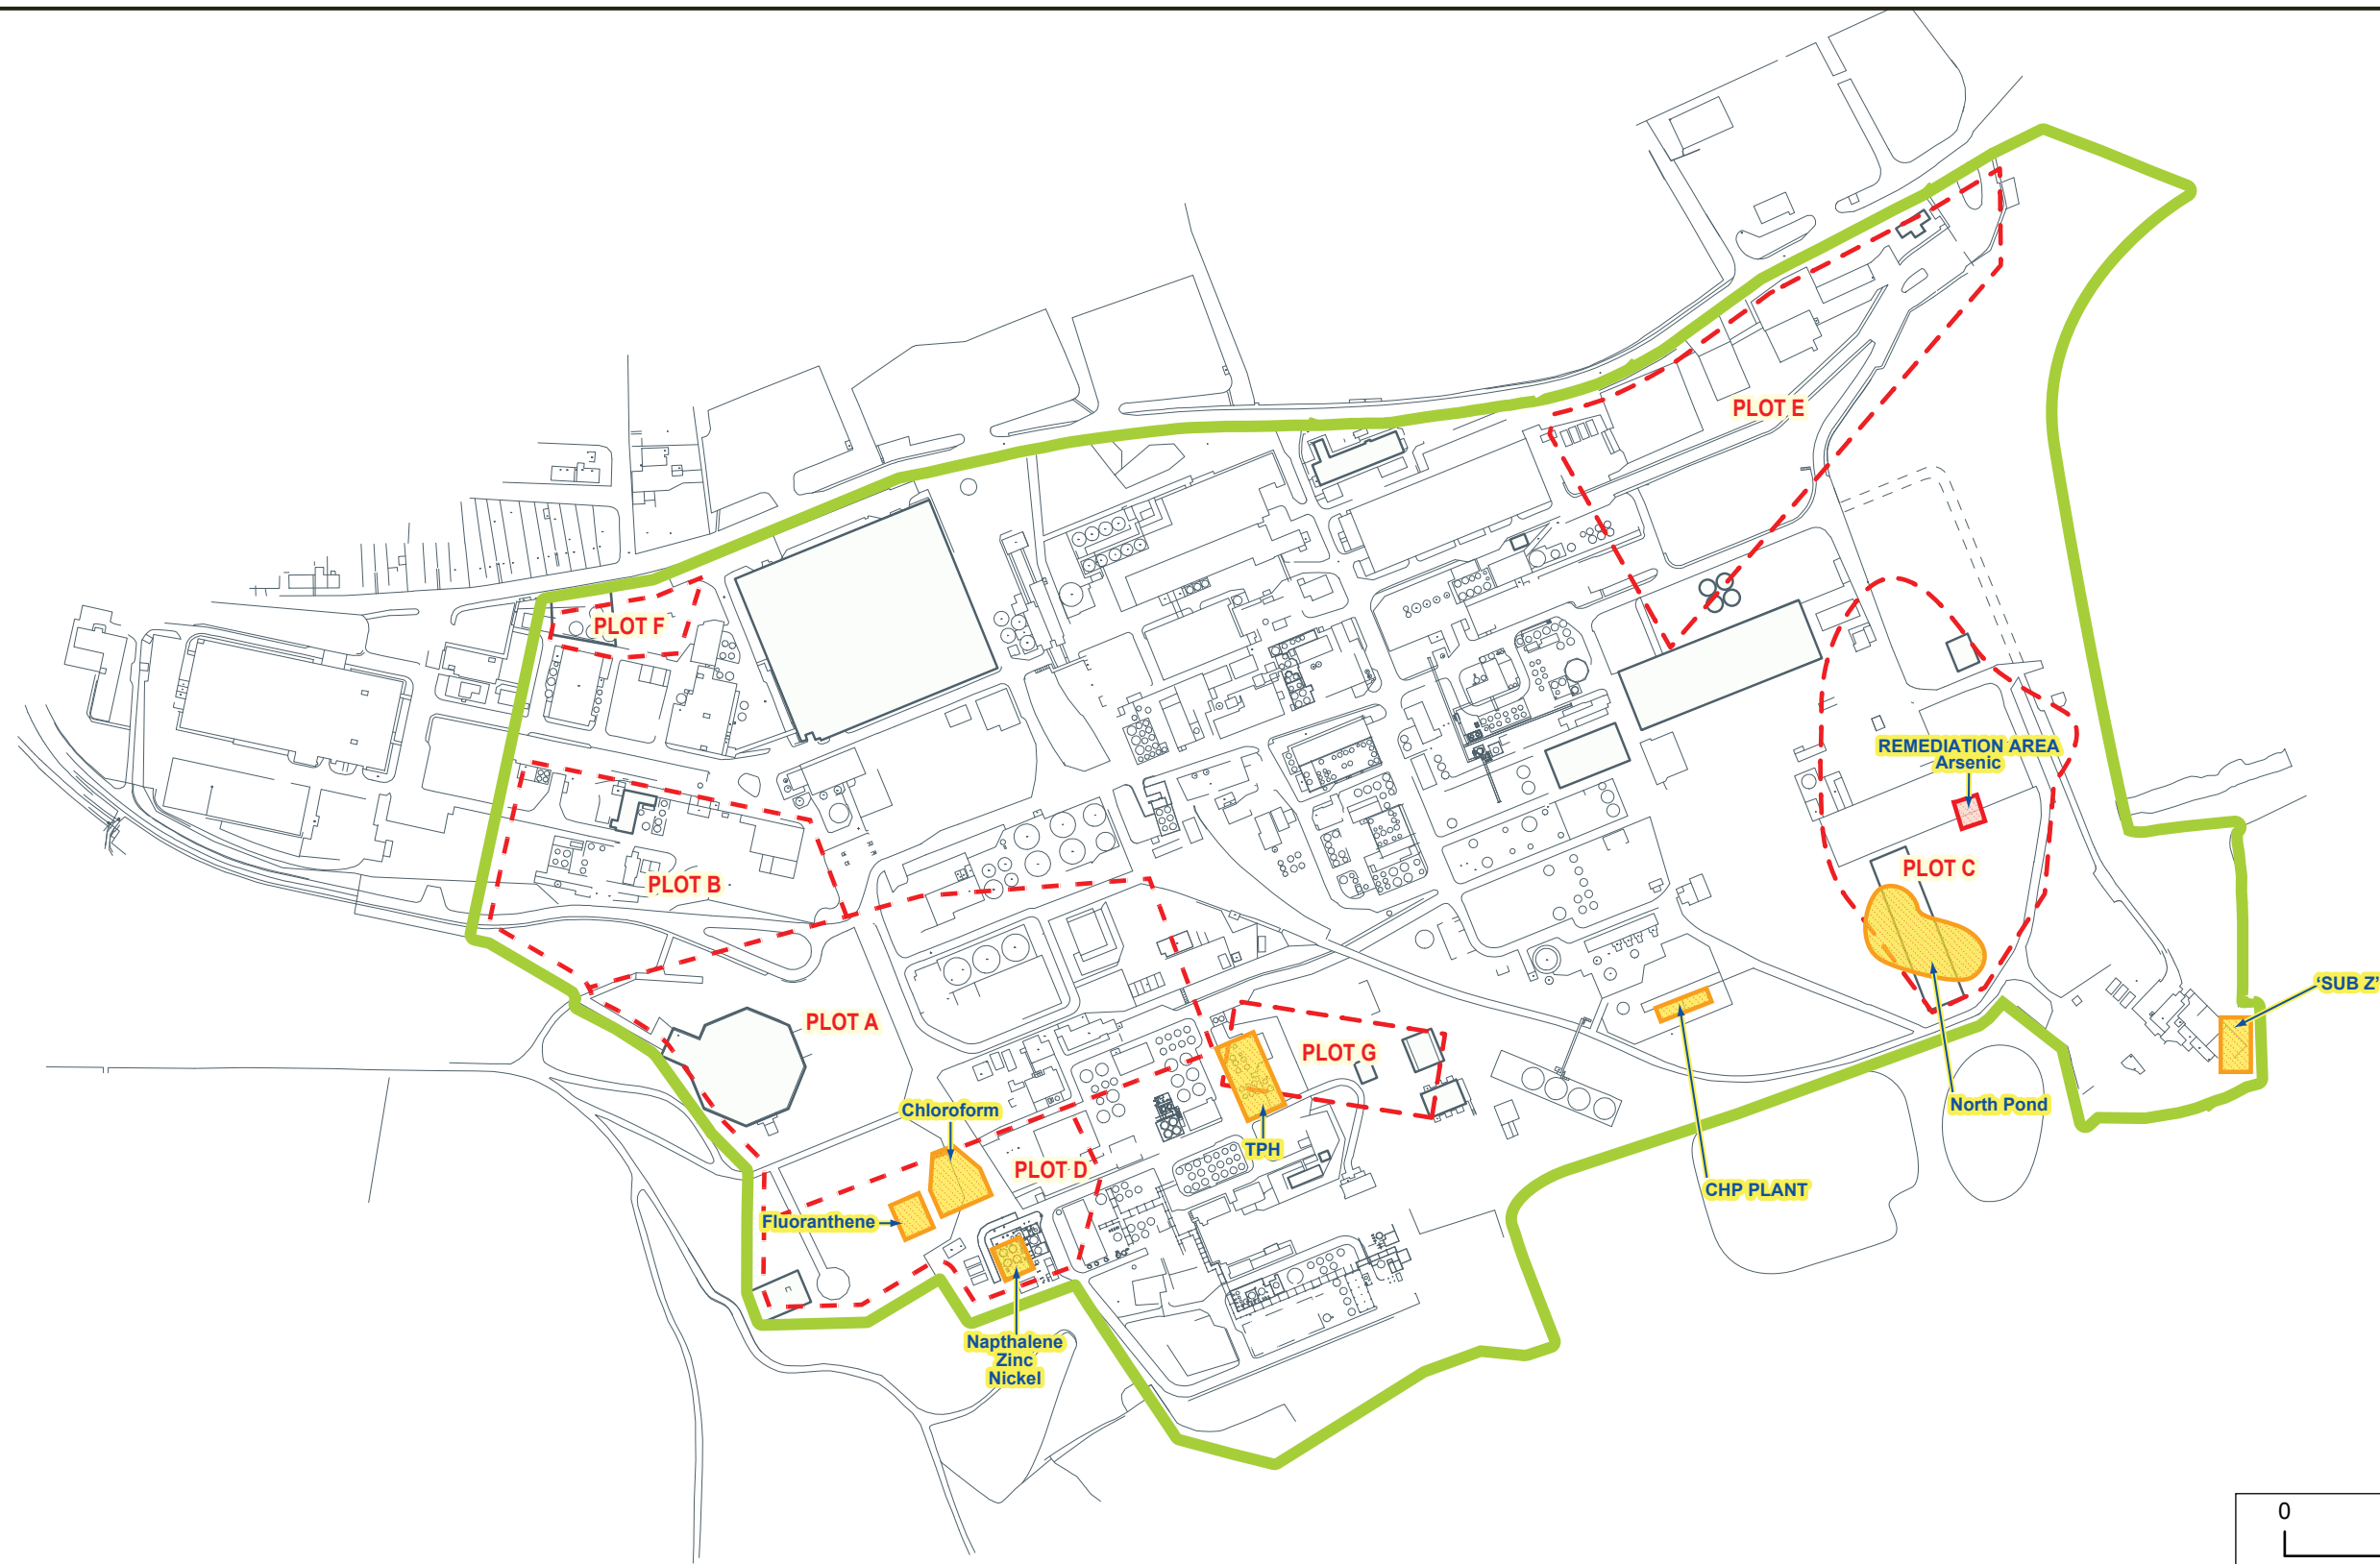 PLOT E
PLOT F
REMEDIATION AREA
Arsenic
PLOT C
PLOT B
'SUB Z'
PLOT A
PLOT G
North Pond
Chloroform
TPH
PLOT D
CHP PLANT
Fluoranthene
Napthalene
Zinc
Nickel
0